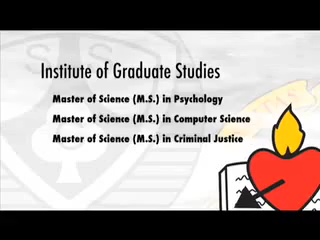 Institute of Graduate Studies
Master of Science (M.S.) in Psychology
Master of Science (M.S.) in Computer Science
Master of Science (M.S.) in Criminal Justice